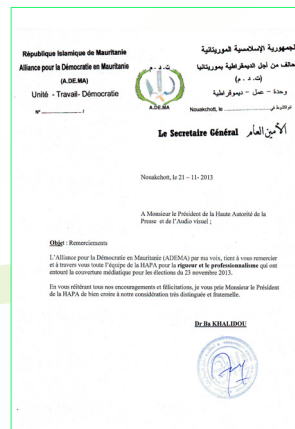 République Islamique de Mauritanie
Alliance pour la Démocratie en Mauritanie
(A.DE.MA)
Unité - Travail- Démocratie
N° ........................ /
ت . د . م
A.DE.MA
الجمهورية الإسلامية الموريتانية
حالف من أجل الديمقراطية بموريتانيا
(ت . د . م)
وحدة – عمل – ديموقراطية
Nouakchott, le ........................ انواكشوط في
Le Secretaire Général الأمين العام
Nouakchott, le 21 – 11- 2013
A Monsieur le Président de la Haute Autorité de la
Presse et de l'Audio visuel ;
Objet : Remerciements
L'Alliance pour la Démocratie en Mauritanie (ADEMA) par ma voix, tient à vous remercier
et à travers vous toute l'équipe de la HAPA pour la rigueur et le professionnalisme qui ont
entouré la couverture médiatique pour les élections du 23 novembre 2013.
En vous réitérant tous nos encouragements et félicitations, je vous prie Monsieur le Président
de la HAPA de bien croire à notre considération très distinguée et fraternelle.
Dr Ba KHALIDOU